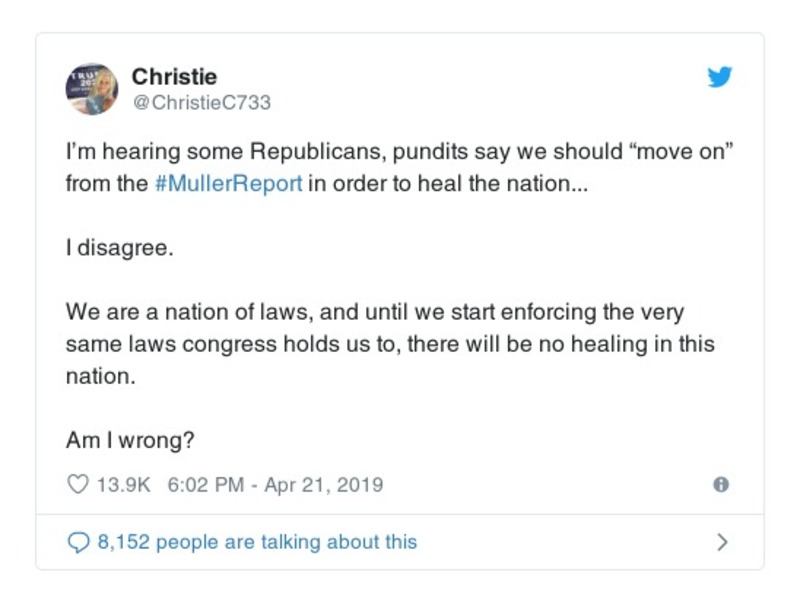 Christie
@ChristieC733
I’m hearing some Republicans, pundits say we should “move on”
from the #MullerReport in order to heal the nation...
I disagree.
We are a nation of laws, and until we start enforcing the very
same laws congress holds us to, there will be no healing in this
nation.
Am I wrong?
13.9K 6:02 PM - Apr 21, 2019
8,152 people are talking about this